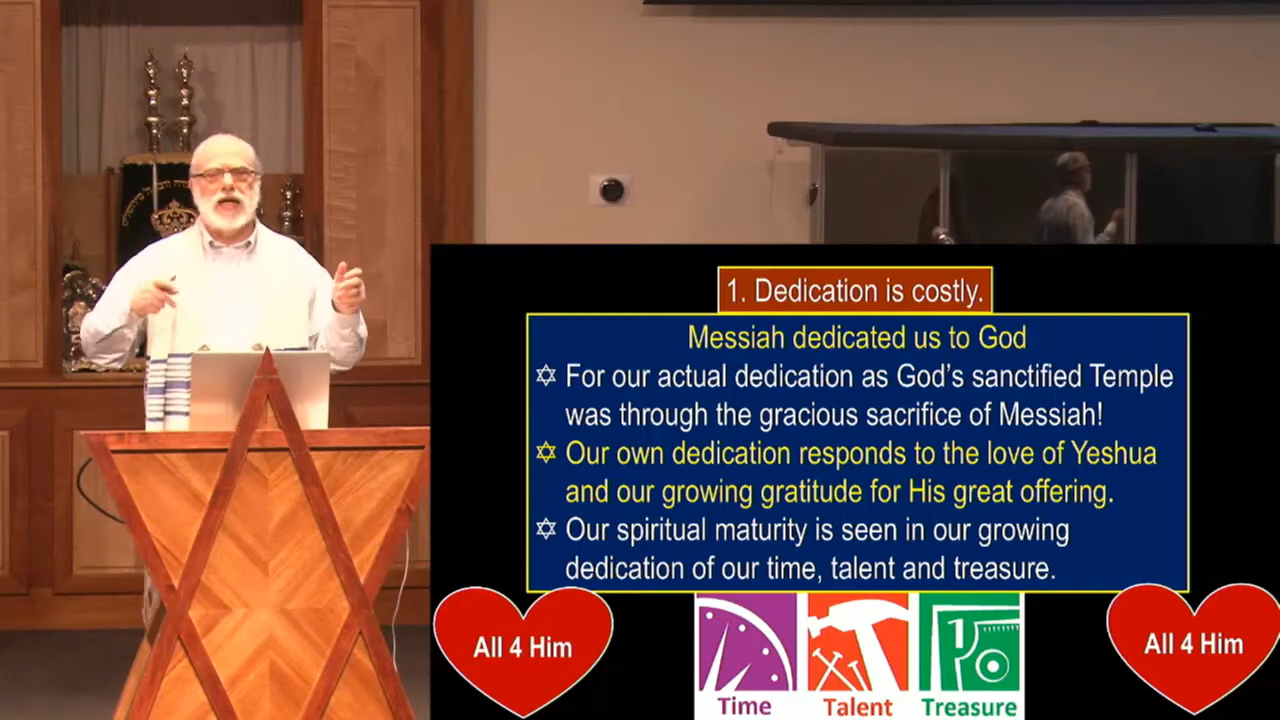 1. Dedication is costly.
Messiah dedicated us to God
✡ For our actual dedication as God’s sanctified Temple
was through the gracious sacrifice of Messiah!
✡ Our own dedication responds to the love of Yeshua
and our growing gratitude for His great offering.
✡ Our spiritual maturity is seen in our growing
dedication of our time, talent and treasure.
All 4 Him
All 4 Him
Time
Talent
Treasure